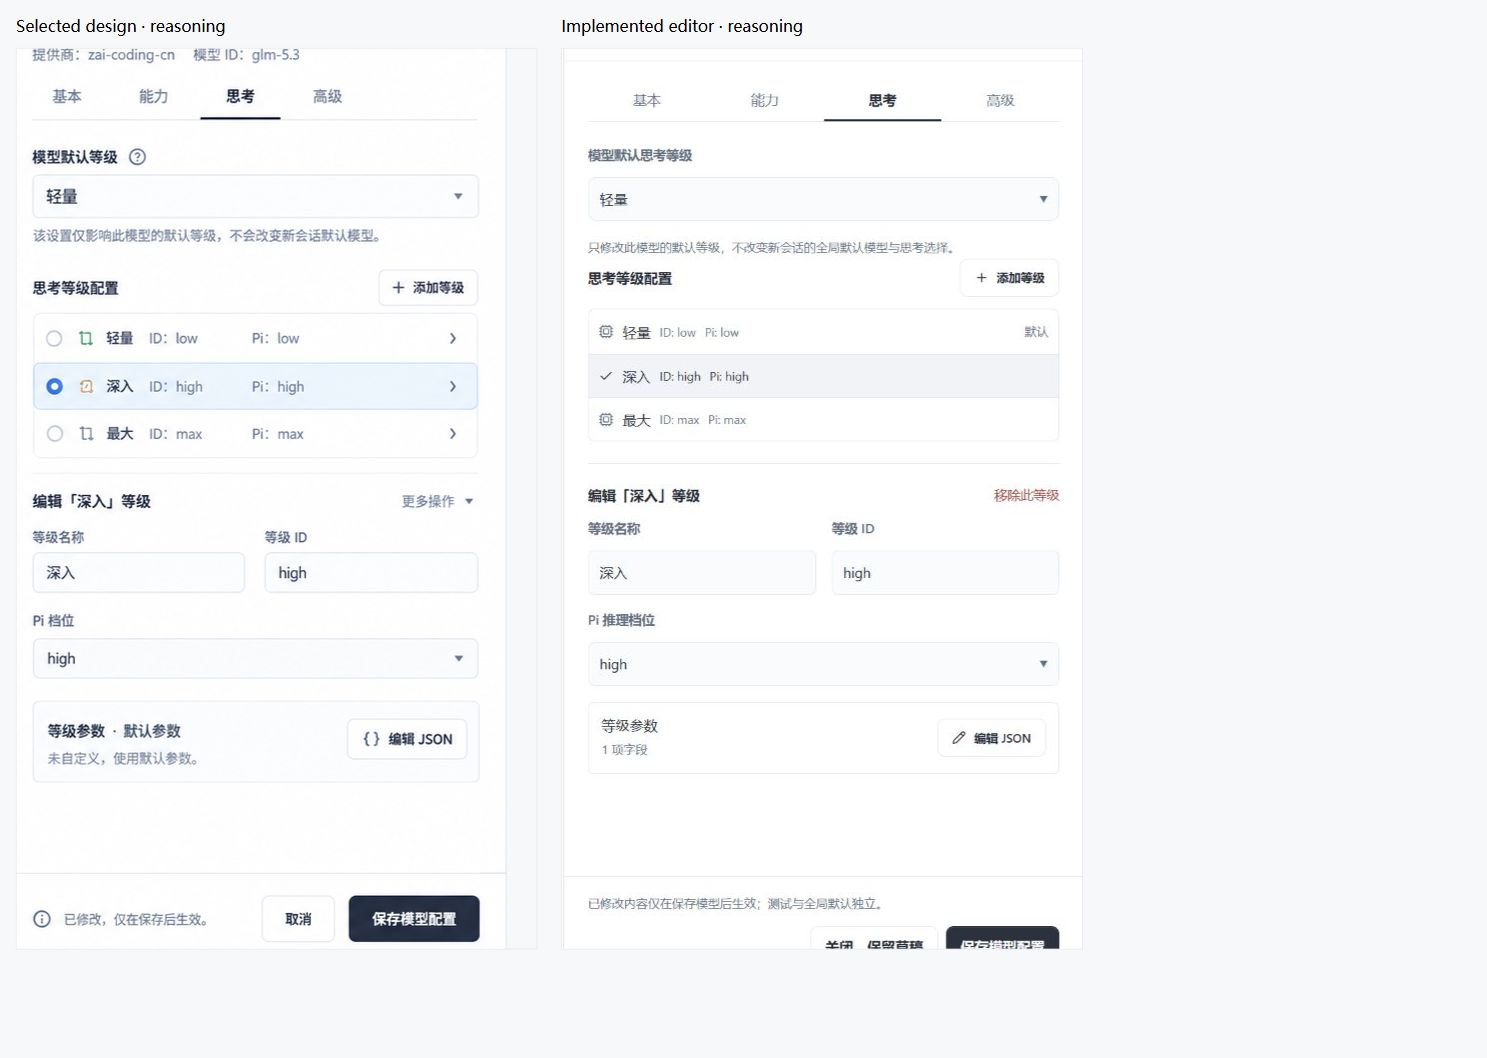 Selected design · reasoning
提供商：zai-coding-cn 模型 ID：glm-5.3
基本 能力 思考 高级
模型默认等级 ?
轻量
该设置仅影响此模型的默认等级，不会改变新会话默认模型。
思考等级配置 + 添加等级
轻量 ID：low Pi：low
深入 ID：high Pi：high
最大 ID：max Pi：max
编辑「深入」等级 更多操作
等级名称 等级 ID
深入 high
Pi 档位
high
等级参数 · 默认参数
未自定义，使用默认参数。
{} 编辑 JSON
已修改，仅在保存后生效。 取消 保存模型配置
Implemented editor · reasoning
基本 能力 思考 高级
模型默认思考等级
轻量
只修改此模型的默认等级，不改变新会话的全局默认模型与思考选择。
思考等级配置 + 添加等级
轻量 ID: low Pi: low 默认
深入 ID: high Pi: high
最大 ID: max Pi: max
编辑「深入」等级 移除此等级
等级名称 等级 ID
深入 high
Pi 推理档位
high
等级参数
1 项字段
编辑 JSON
已修改内容仅在保存模型后生效；测试与全局默认独立。
关闭，保留草稿 保存模型配置